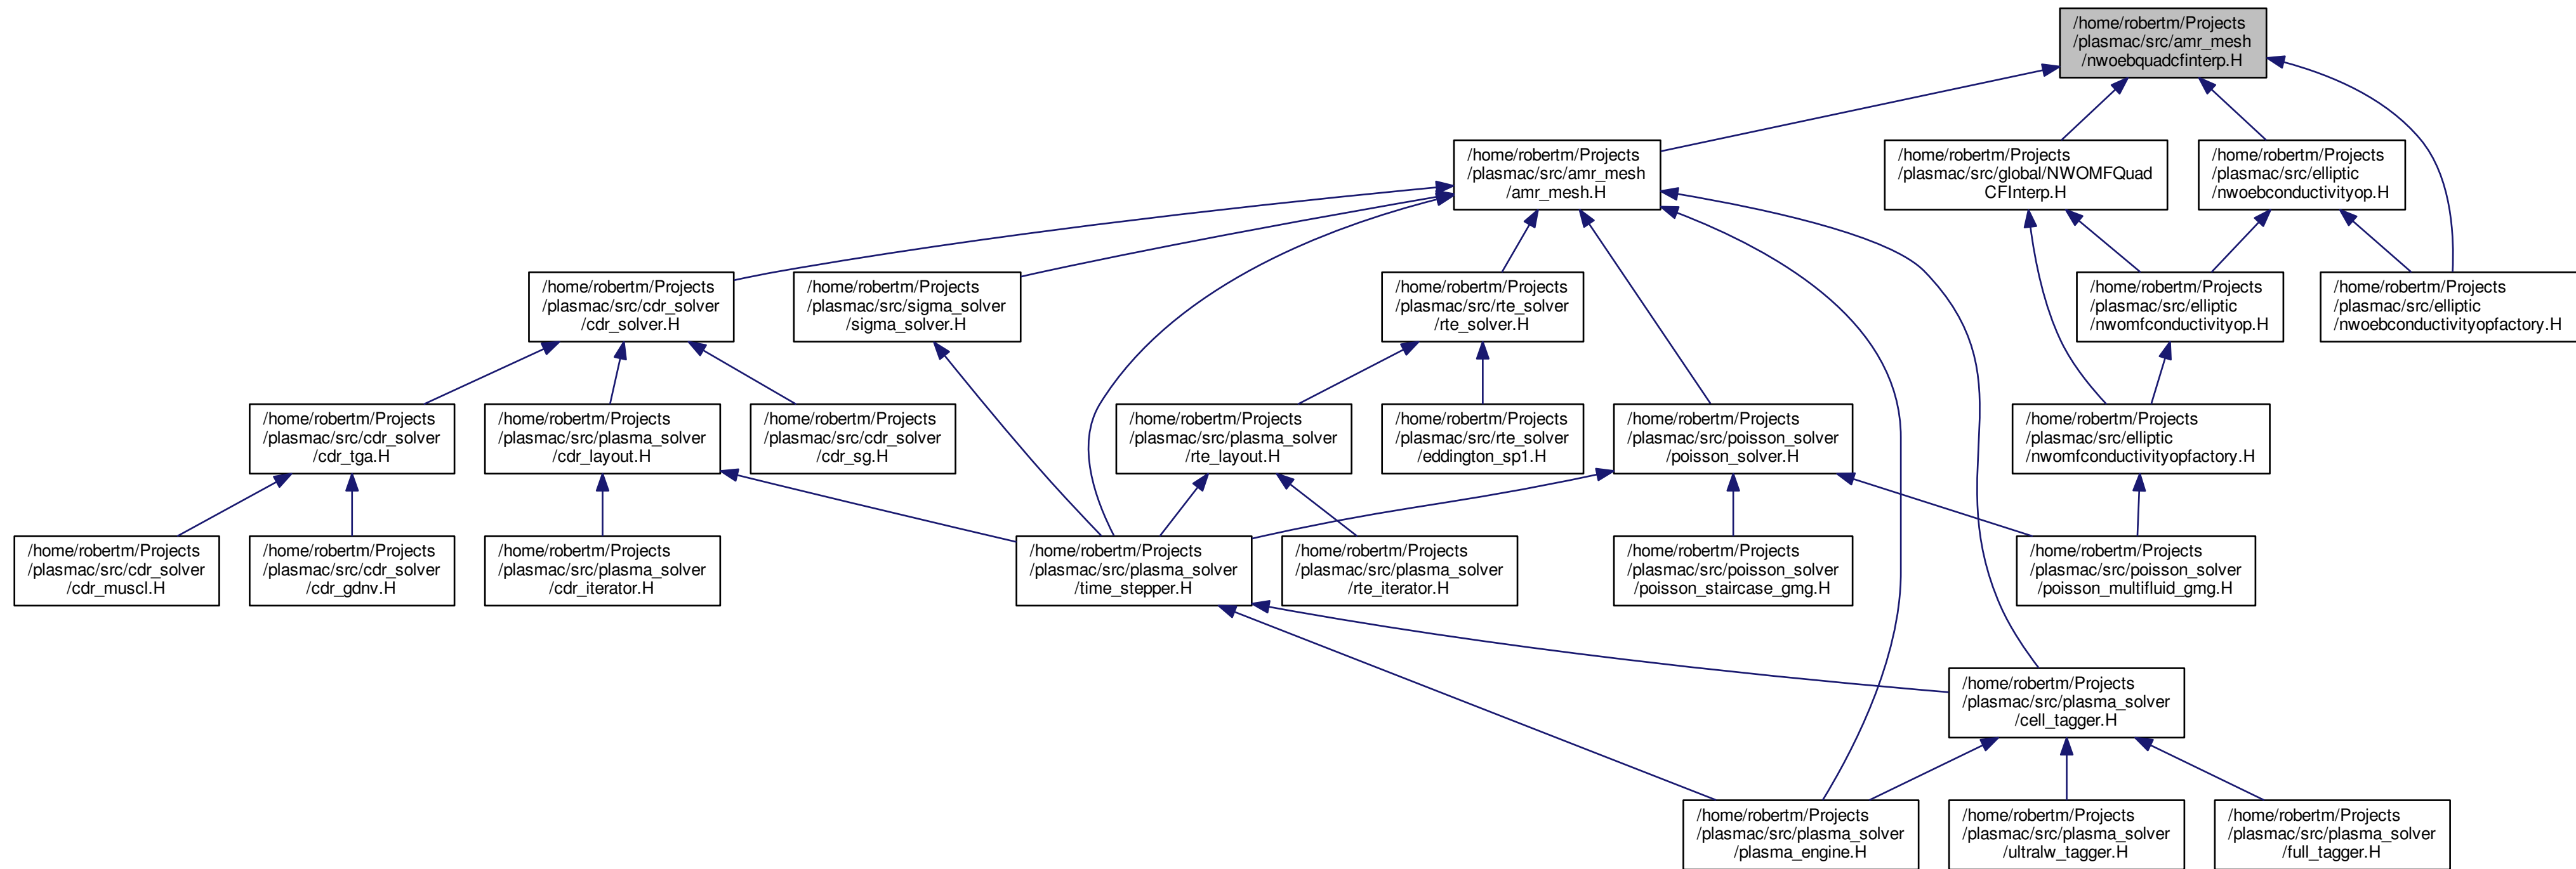 /home/robertm/Projects
/plasmac/src/amr_mesh
/nwoebquadcfinterp.H
/home/robertm/Projects
/plasmac/src/amr_mesh
/amr_mesh.H
/home/robertm/Projects
/plasmac/src/global/NWOMFQuad
CFInterp.H
/home/robertm/Projects
/plasmac/src/elliptic
/nwoebconductivityop.H
/home/robertm/Projects
/plasmac/src/cdr_solver
/cdr_solver.H
/home/robertm/Projects
/plasmac/src/sigma_solver
/sigma_solver.H
/home/robertm/Projects
/plasmac/src/rte_solver
/rte_solver.H
/home/robertm/Projects
/plasmac/src/elliptic
/nwomfconductivityop.H
/home/robertm/Projects
/plasmac/src/elliptic
/nwoebconductivityopfactory.H
/home/robertm/Projects
/plasmac/src/cdr_solver
/cdr_tga.H
/home/robertm/Projects
/plasmac/src/plasma_solver
/cdr_layout.H
/home/robertm/Projects
/plasmac/src/cdr_solver
/cdr_sg.H
/home/robertm/Projects
/plasmac/src/plasma_solver
/rte_layout.H
/home/robertm/Projects
/plasmac/src/rte_solver
/eddington_sp1.H
/home/robertm/Projects
/plasmac/src/poisson_solver
/poisson_solver.H
/home/robertm/Projects
/plasmac/src/elliptic
/nwomfconductivityopfactory.H
/home/robertm/Projects
/plasmac/src/cdr_solver
/cdr_muscl.H
/home/robertm/Projects
/plasmac/src/cdr_solver
/cdr_gdnv.H
/home/robertm/Projects
/plasmac/src/plasma_solver
/cdr_iterator.H
/home/robertm/Projects
/plasmac/src/plasma_solver
/time_stepper.H
/home/robertm/Projects
/plasmac/src/plasma_solver
/rte_iterator.H
/home/robertm/Projects
/plasmac/src/poisson_solver
/poisson_staircase_gmg.H
/home/robertm/Projects
/plasmac/src/poisson_solver
/poisson_multifluid_gmg.H
/home/robertm/Projects
/plasmac/src/plasma_solver
/cell_tagger.H
/home/robertm/Projects
/plasmac/src/plasma_solver
/plasma_engine.H
/home/robertm/Projects
/plasmac/src/plasma_solver
/ultralw_tagger.H
/home/robertm/Projects
/plasmac/src/plasma_solver
/full_tagger.H